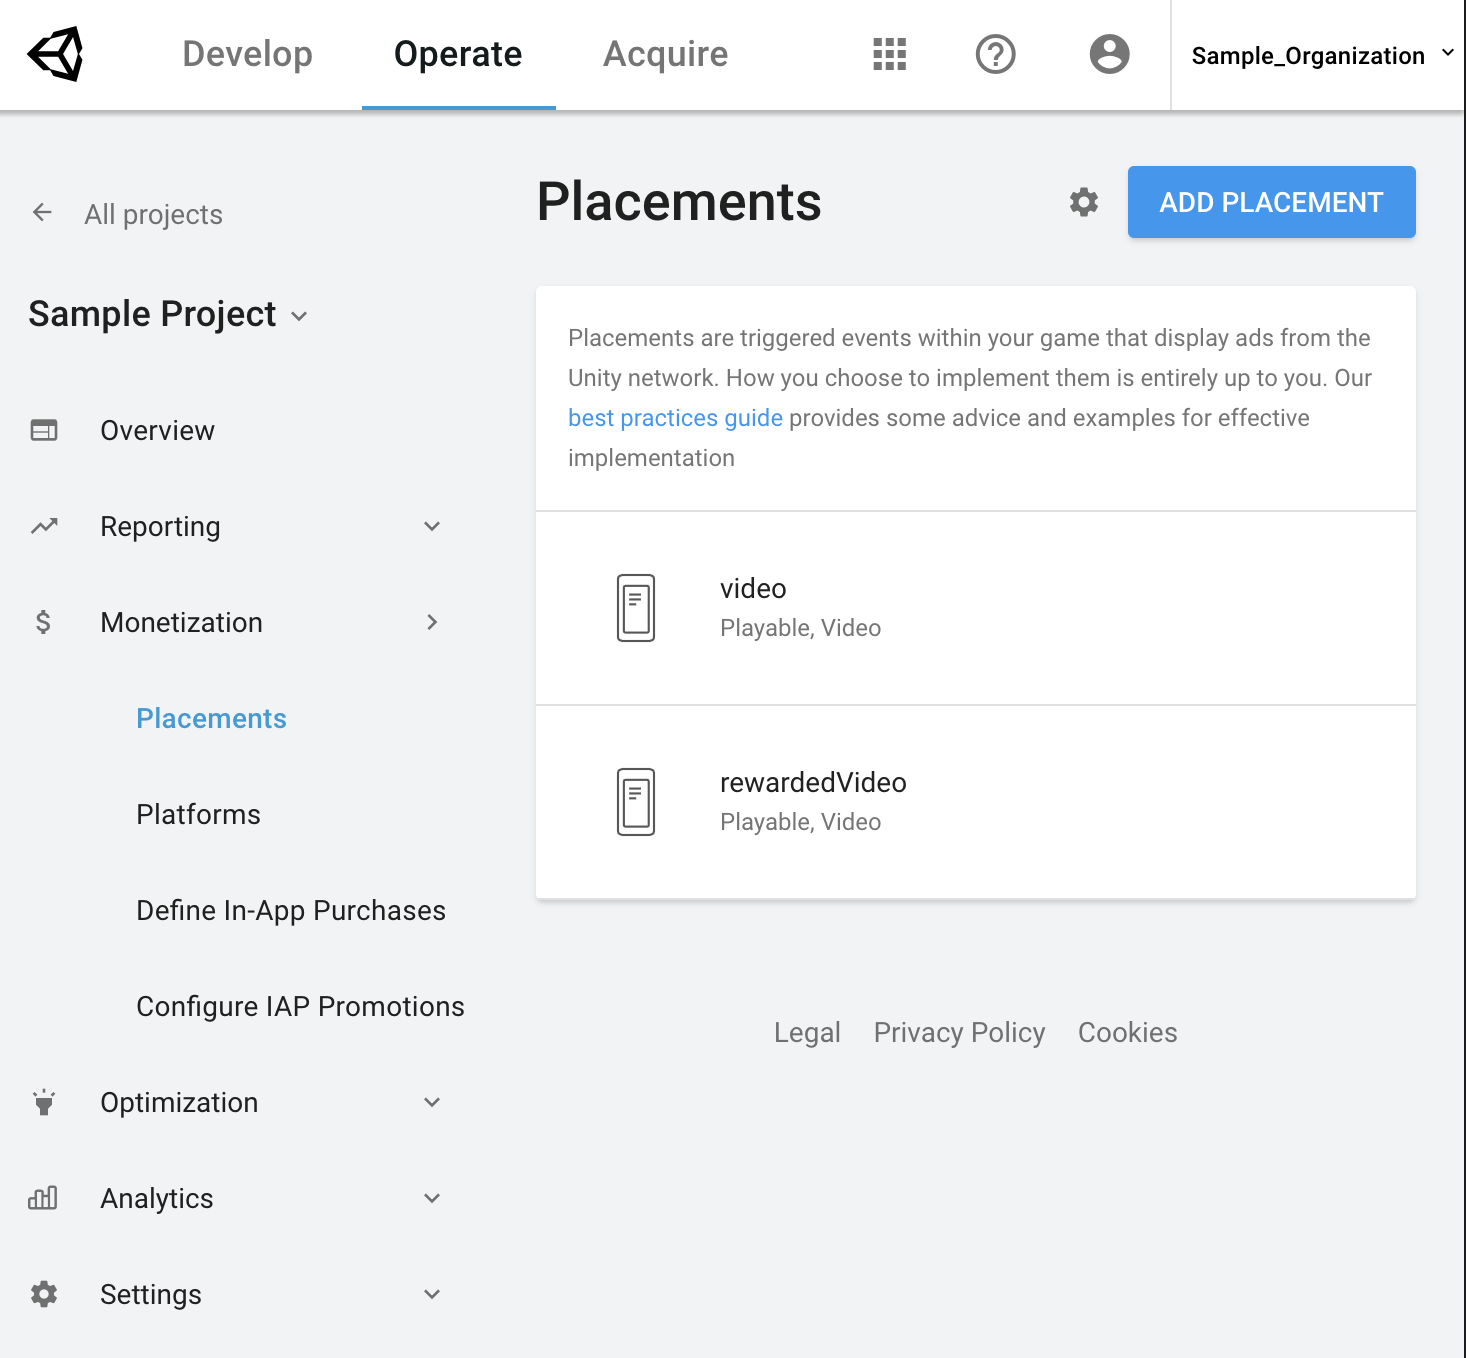 Develop
Operate
Acquire
Sample_Organization
All projects
Sample Project
Overview
Reporting
Monetization
Placements
Platforms
Define In-App Purchases
Configure IAP Promotions
Optimization
Analytics
Settings
Placements
ADD PLACEMENT
Placements are triggered events within your game that display ads from the
Unity network. How you choose to implement them is entirely up to you. Our
best practices guide provides some advice and examples for effective
implementation
video
Playable, Video
rewardedVideo
Playable, Video
Legal
Privacy Policy
Cookies